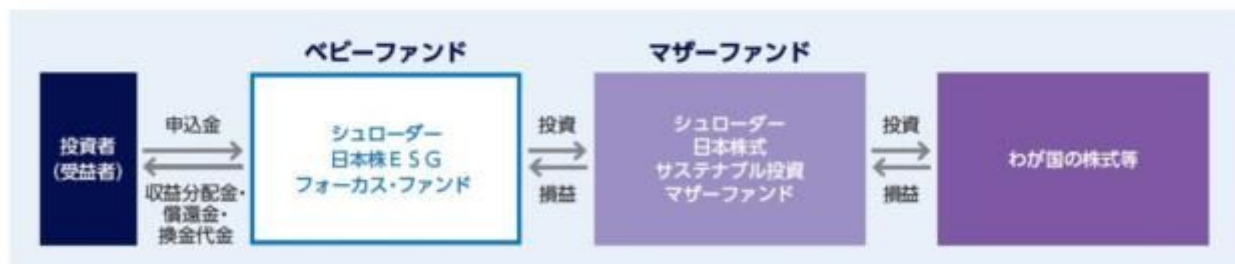 ベビーファンド
マザーファンド
投資者
(受益者)
申込金
収益分配金・
償還金・
換金代金
シュローダー
日本株ESG
フォーカス・ファンド
投資
損益
シュローダー
日本株式
サステナブル投資
マザーファンド
投資
損益
わが国の株式等